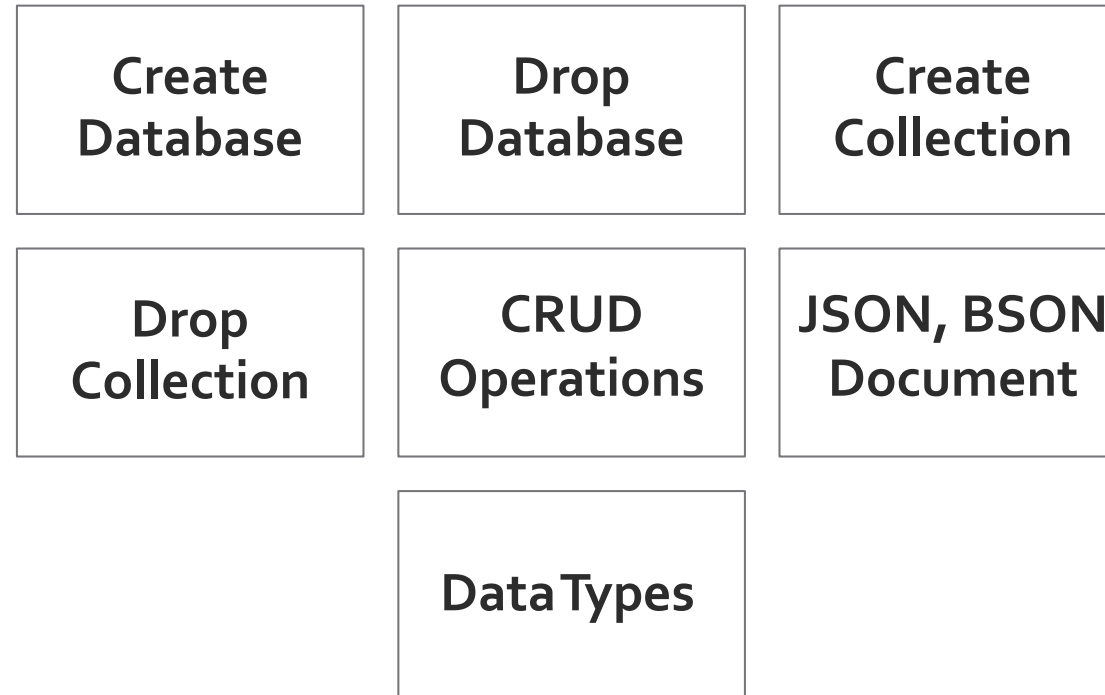 Create
Database
Drop
Database
Create
Collection
Drop
Collection
CRUD
Operations
JSON, BSON
Document
Data Types